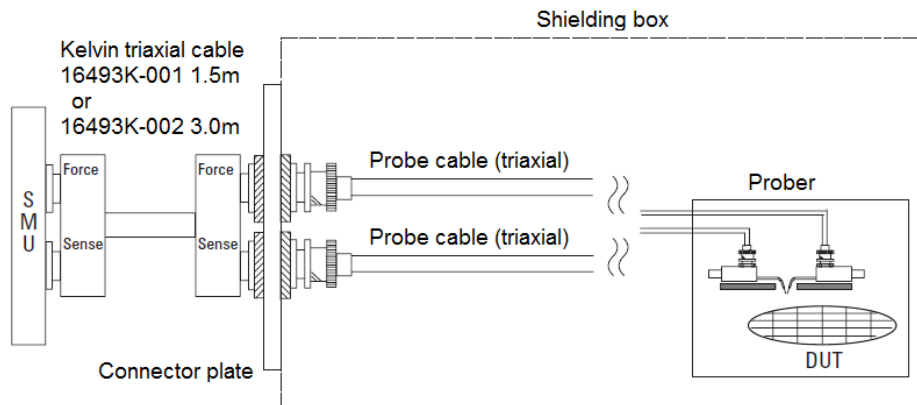 Shielding box
Kelvin triaxial cable
16493K-001 1.5m
or
16493K-002 3.0m
SMU
Force
Sense
Force
Sense
Probe cable (triaxial)
Probe cable (triaxial)
Prober
DUT
Connector plate